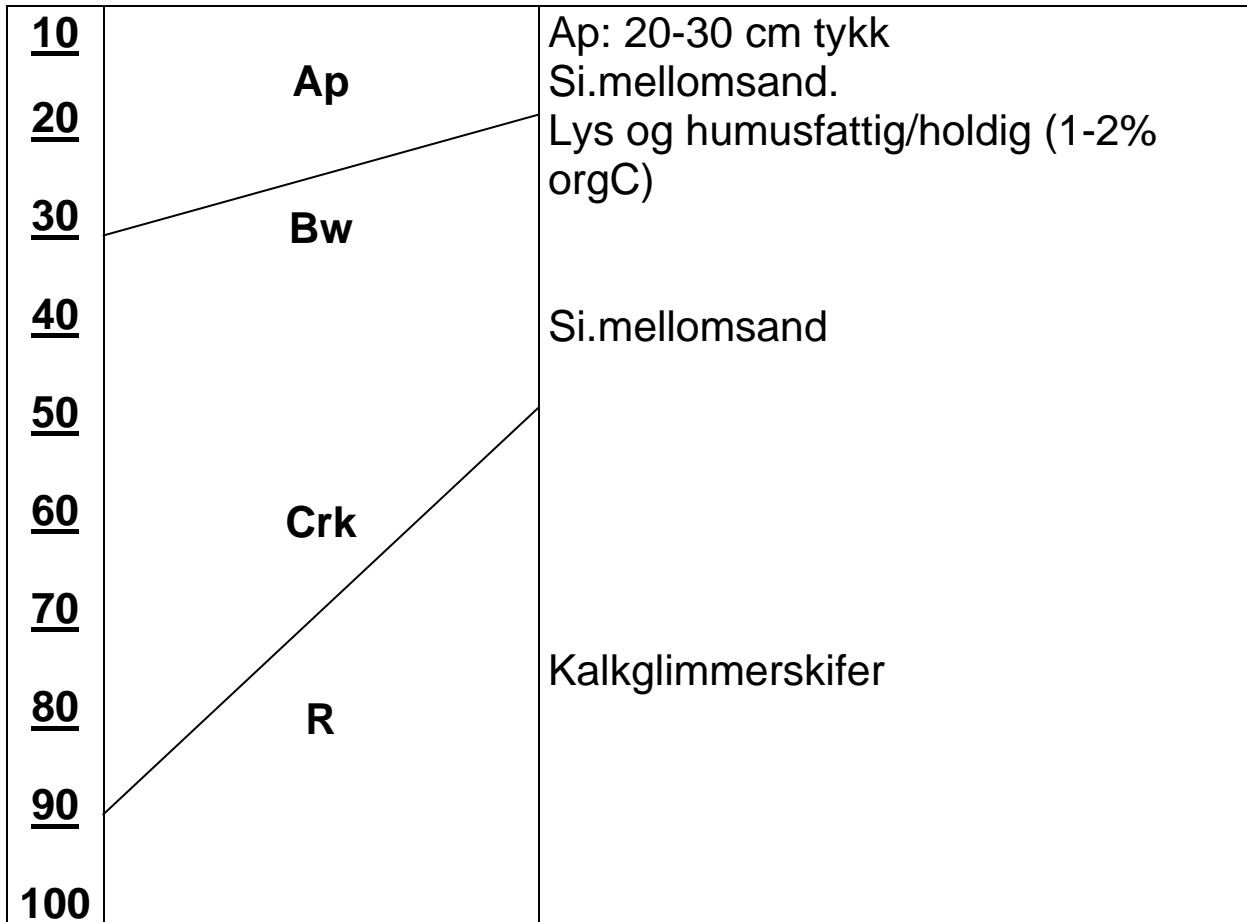 10
20
30
40
50
60
70
80
90
100
Ap
Bw
Crk
R
Ap: 20-30 cm tykk
Si.mellomsand.
Lys og humusfattig/holdig (1-2%
orgC)
Si.mellomsand
Kalkglimmerskifer